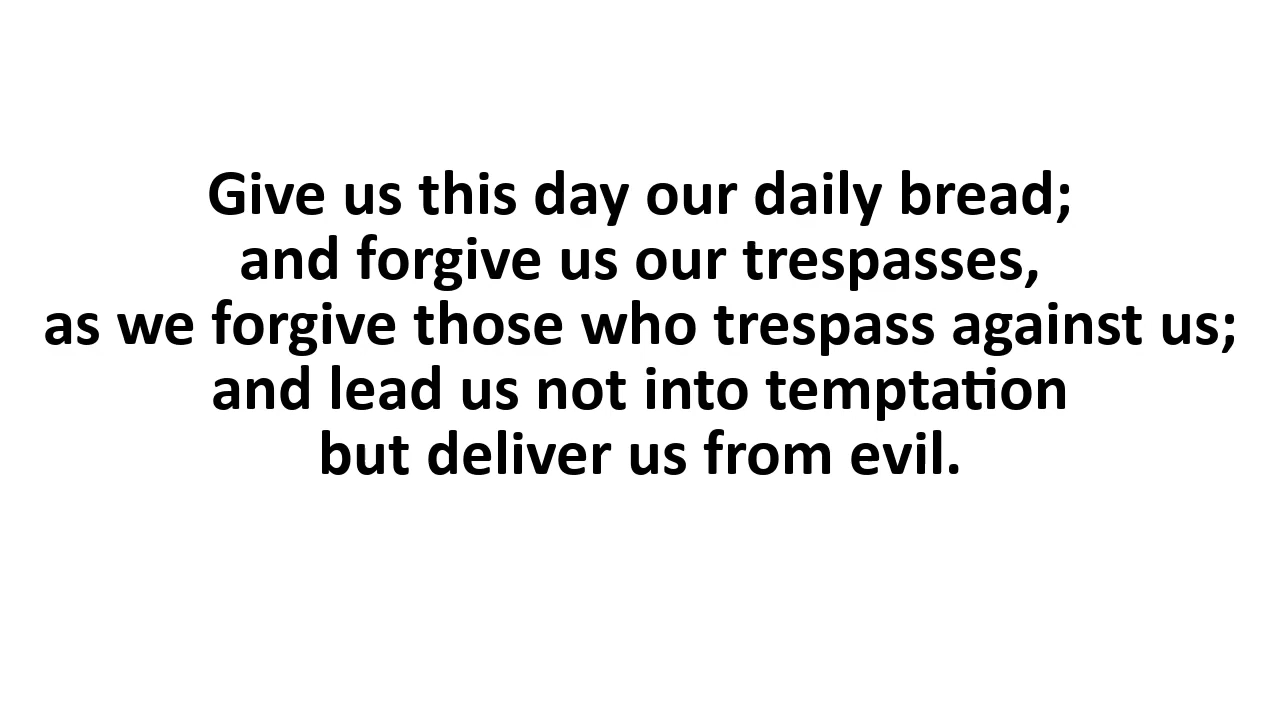 Give us this day our daily bread;
and forgive us our trespasses,
as we forgive those who trespass against us;
and lead us not into temptation
but deliver us from evil.